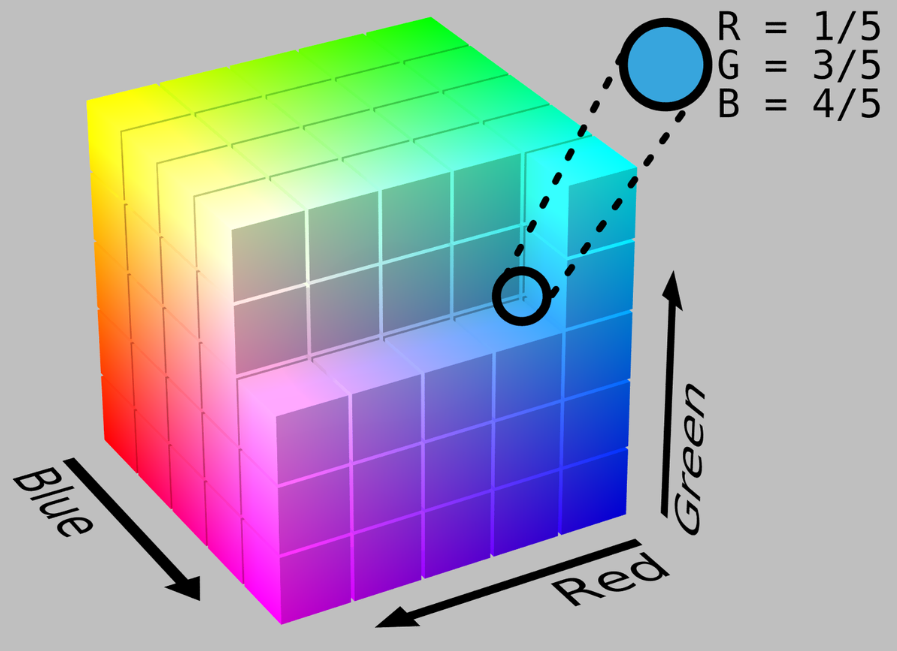 R = 1/5
G = 3/5
B = 4/5
Blue
Red
Green